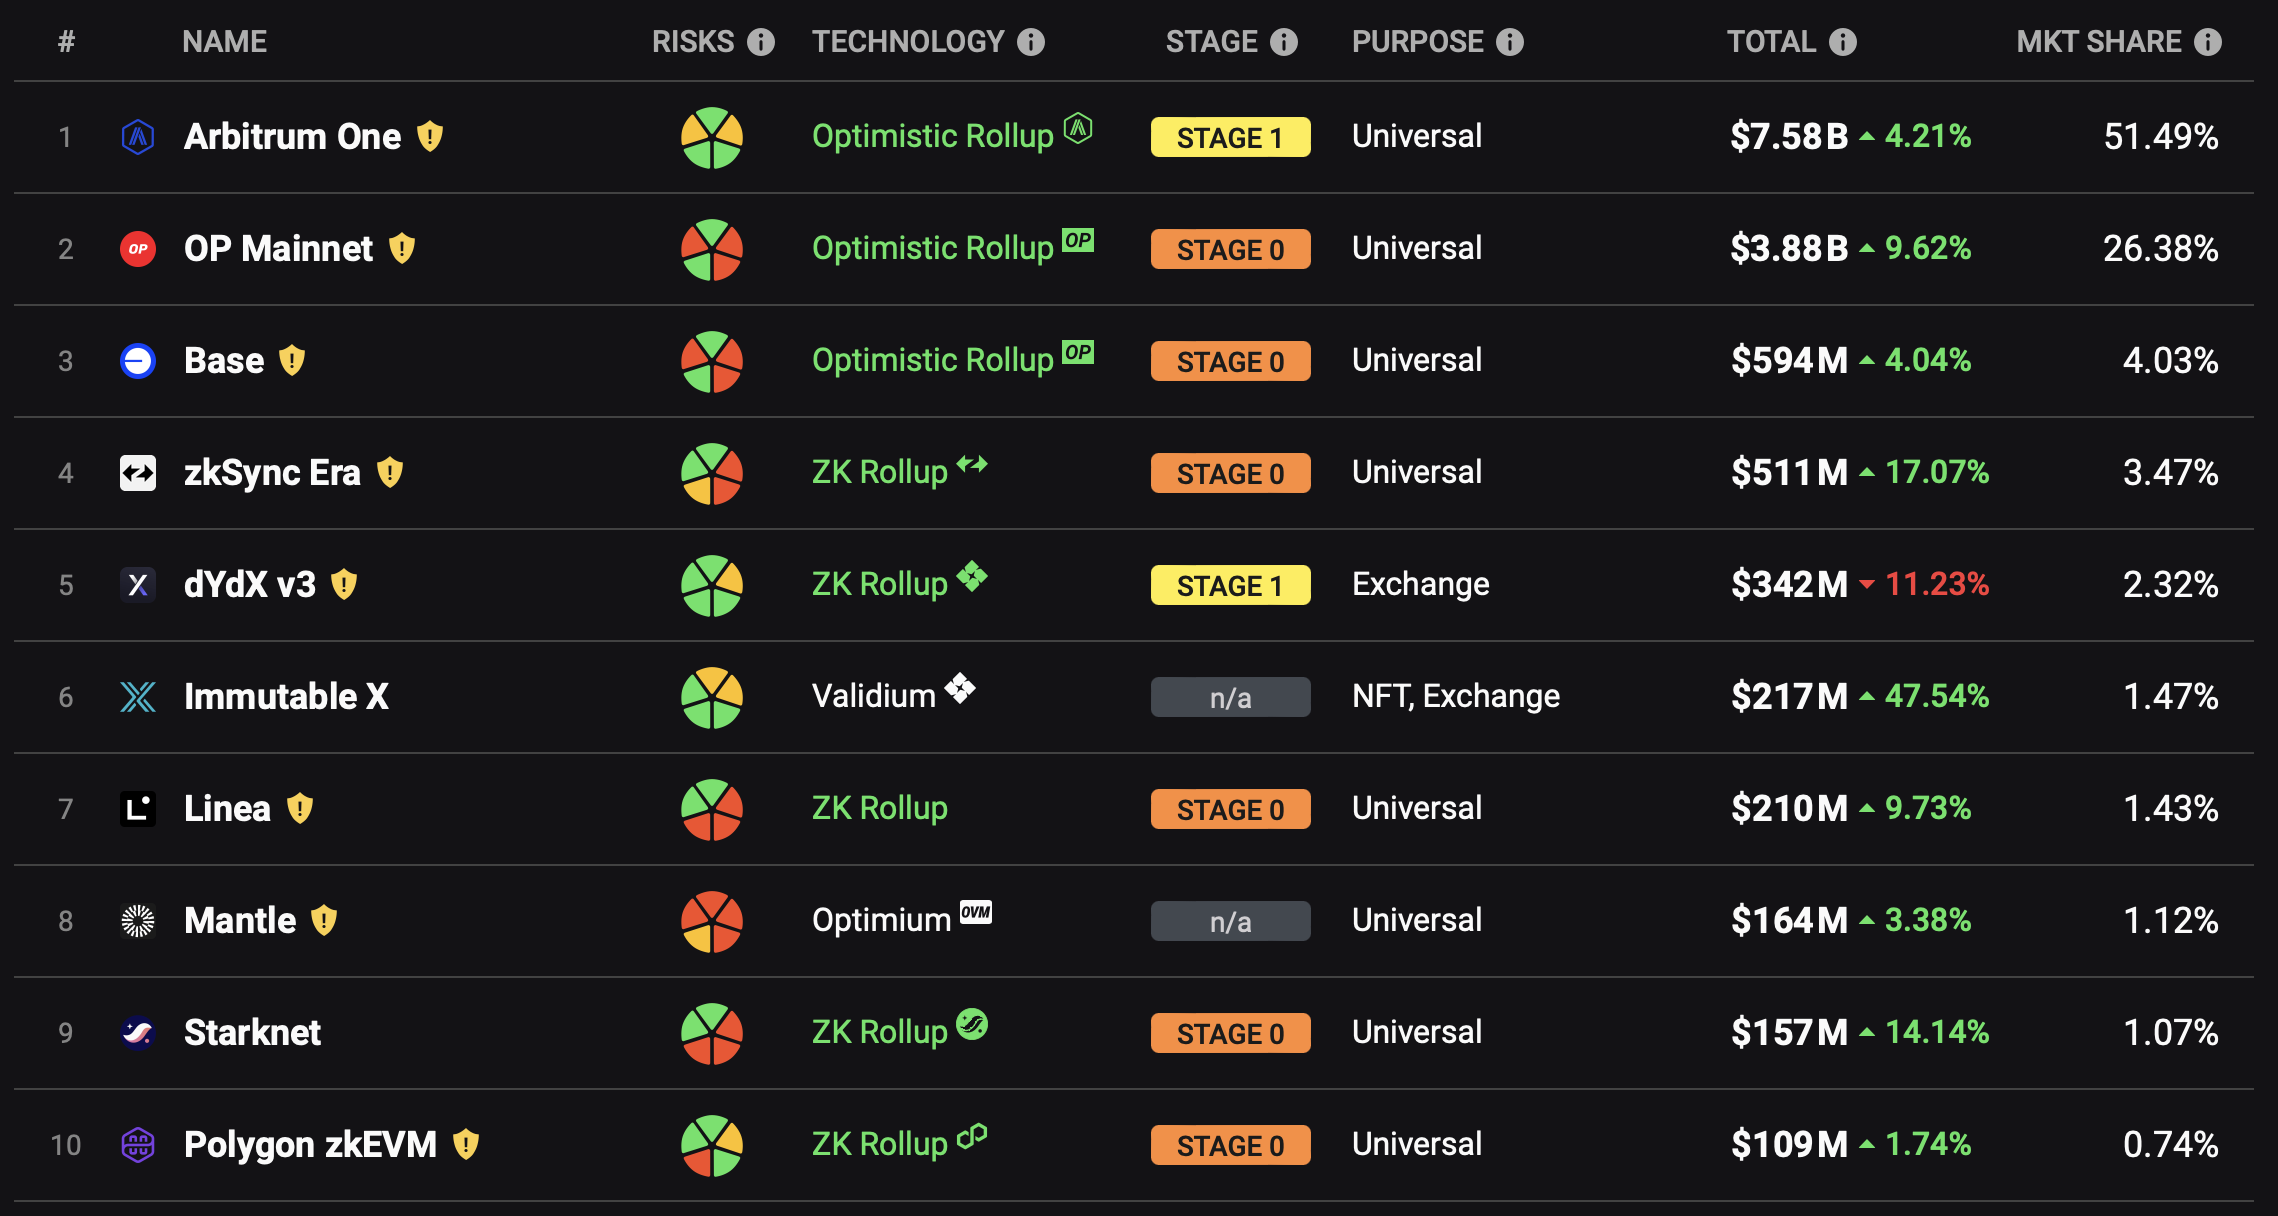 # NAME RISKS TECHNOLOGY STAGE PURPOSE TOTAL MKT SHARE
1 Arbitrum One Optimistic Rollup STAGE 1 Universal $7.58 B 4.21% 51.49%
2 OP OP Mainnet Optimistic Rollup OP STAGE 0 Universal $3.88 B 9.62% 26.38%
3 Base Optimistic Rollup OP STAGE 0 Universal $594 M 4.04% 4.03%
4 zkSync Era ZK Rollup STAGE 0 Universal $511 M 17.07% 3.47%
5 X dYdX v3 ZK Rollup STAGE 1 Exchange $342 M 11.23% 2.32%
6 Immutable X Validium n/a NFT, Exchange $217 M 47.54% 1.47%
7 Linea ZK Rollup STAGE 0 Universal $210 M 9.73% 1.43%
8 Mantle Optimium OVM n/a Universal $164 M 3.38% 1.12%
9 Starknet ZK Rollup STAGE 0 Universal $157 M 14.14% 1.07%
10 Polygon zkEVM ZK Rollup STAGE 0 Universal $109 M 1.74% 0.74%